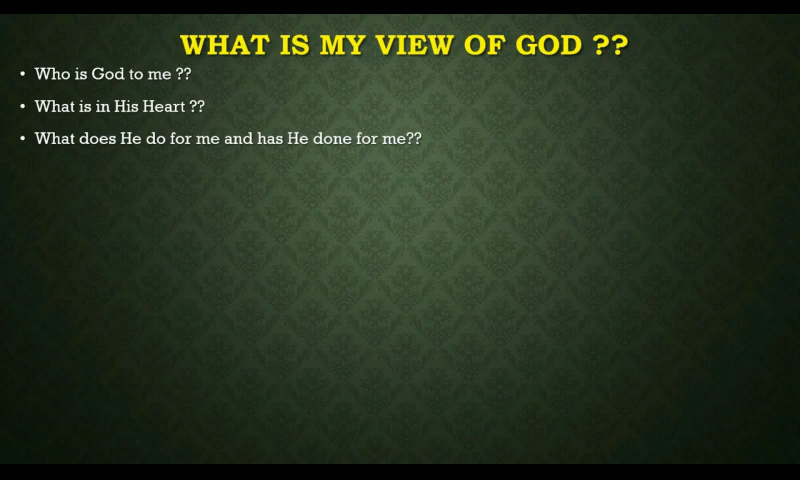 WHAT IS MY VIEW OF GOD ??
• Who is God to me ??
• What is in His Heart ??
• What does He do for me and has He done for me??